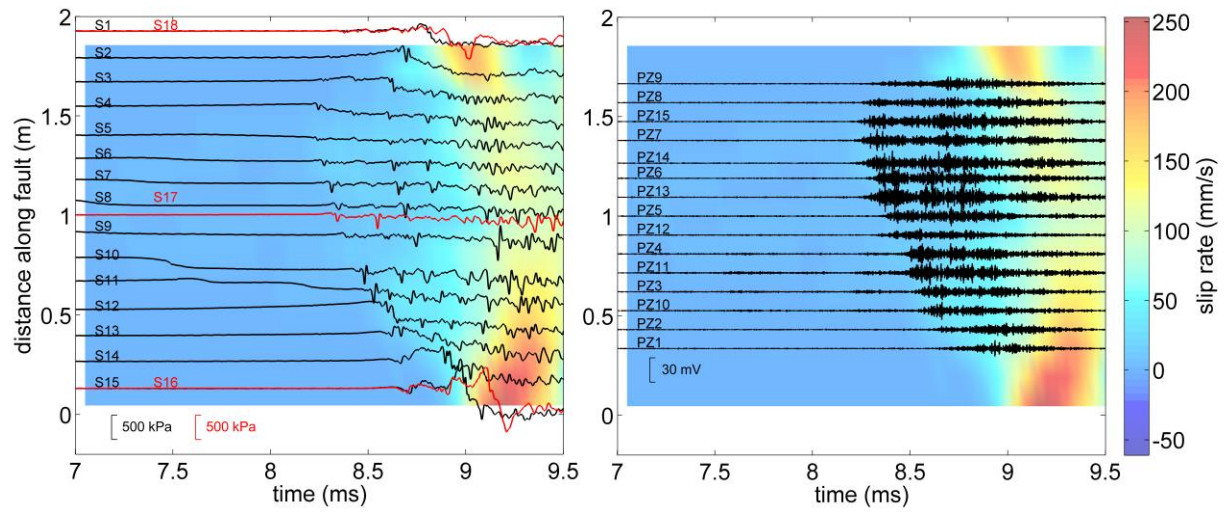 2
1.5
1
0.5
0
distance along fault (m)
S1 S18
S2
S3
S4
S5
S6
S7
S8 S17
S9
S10
S11
S12
S13
S14
S15 S16
500 kPa 500 kPa
7 7.5 8 8.5 9 9.5
time (ms)
2
1.5
1
0.5
0
PZ9
PZ8
PZ15
PZ7
PZ14
PZ6
PZ13
PZ5
PZ12
PZ4
PZ11
PZ3
PZ10
PZ2
PZ1
30 mV
7 7.5 8 8.5 9 9.5
time (ms)
250
200
150
100
50
0
-50
slip rate (mm/s)